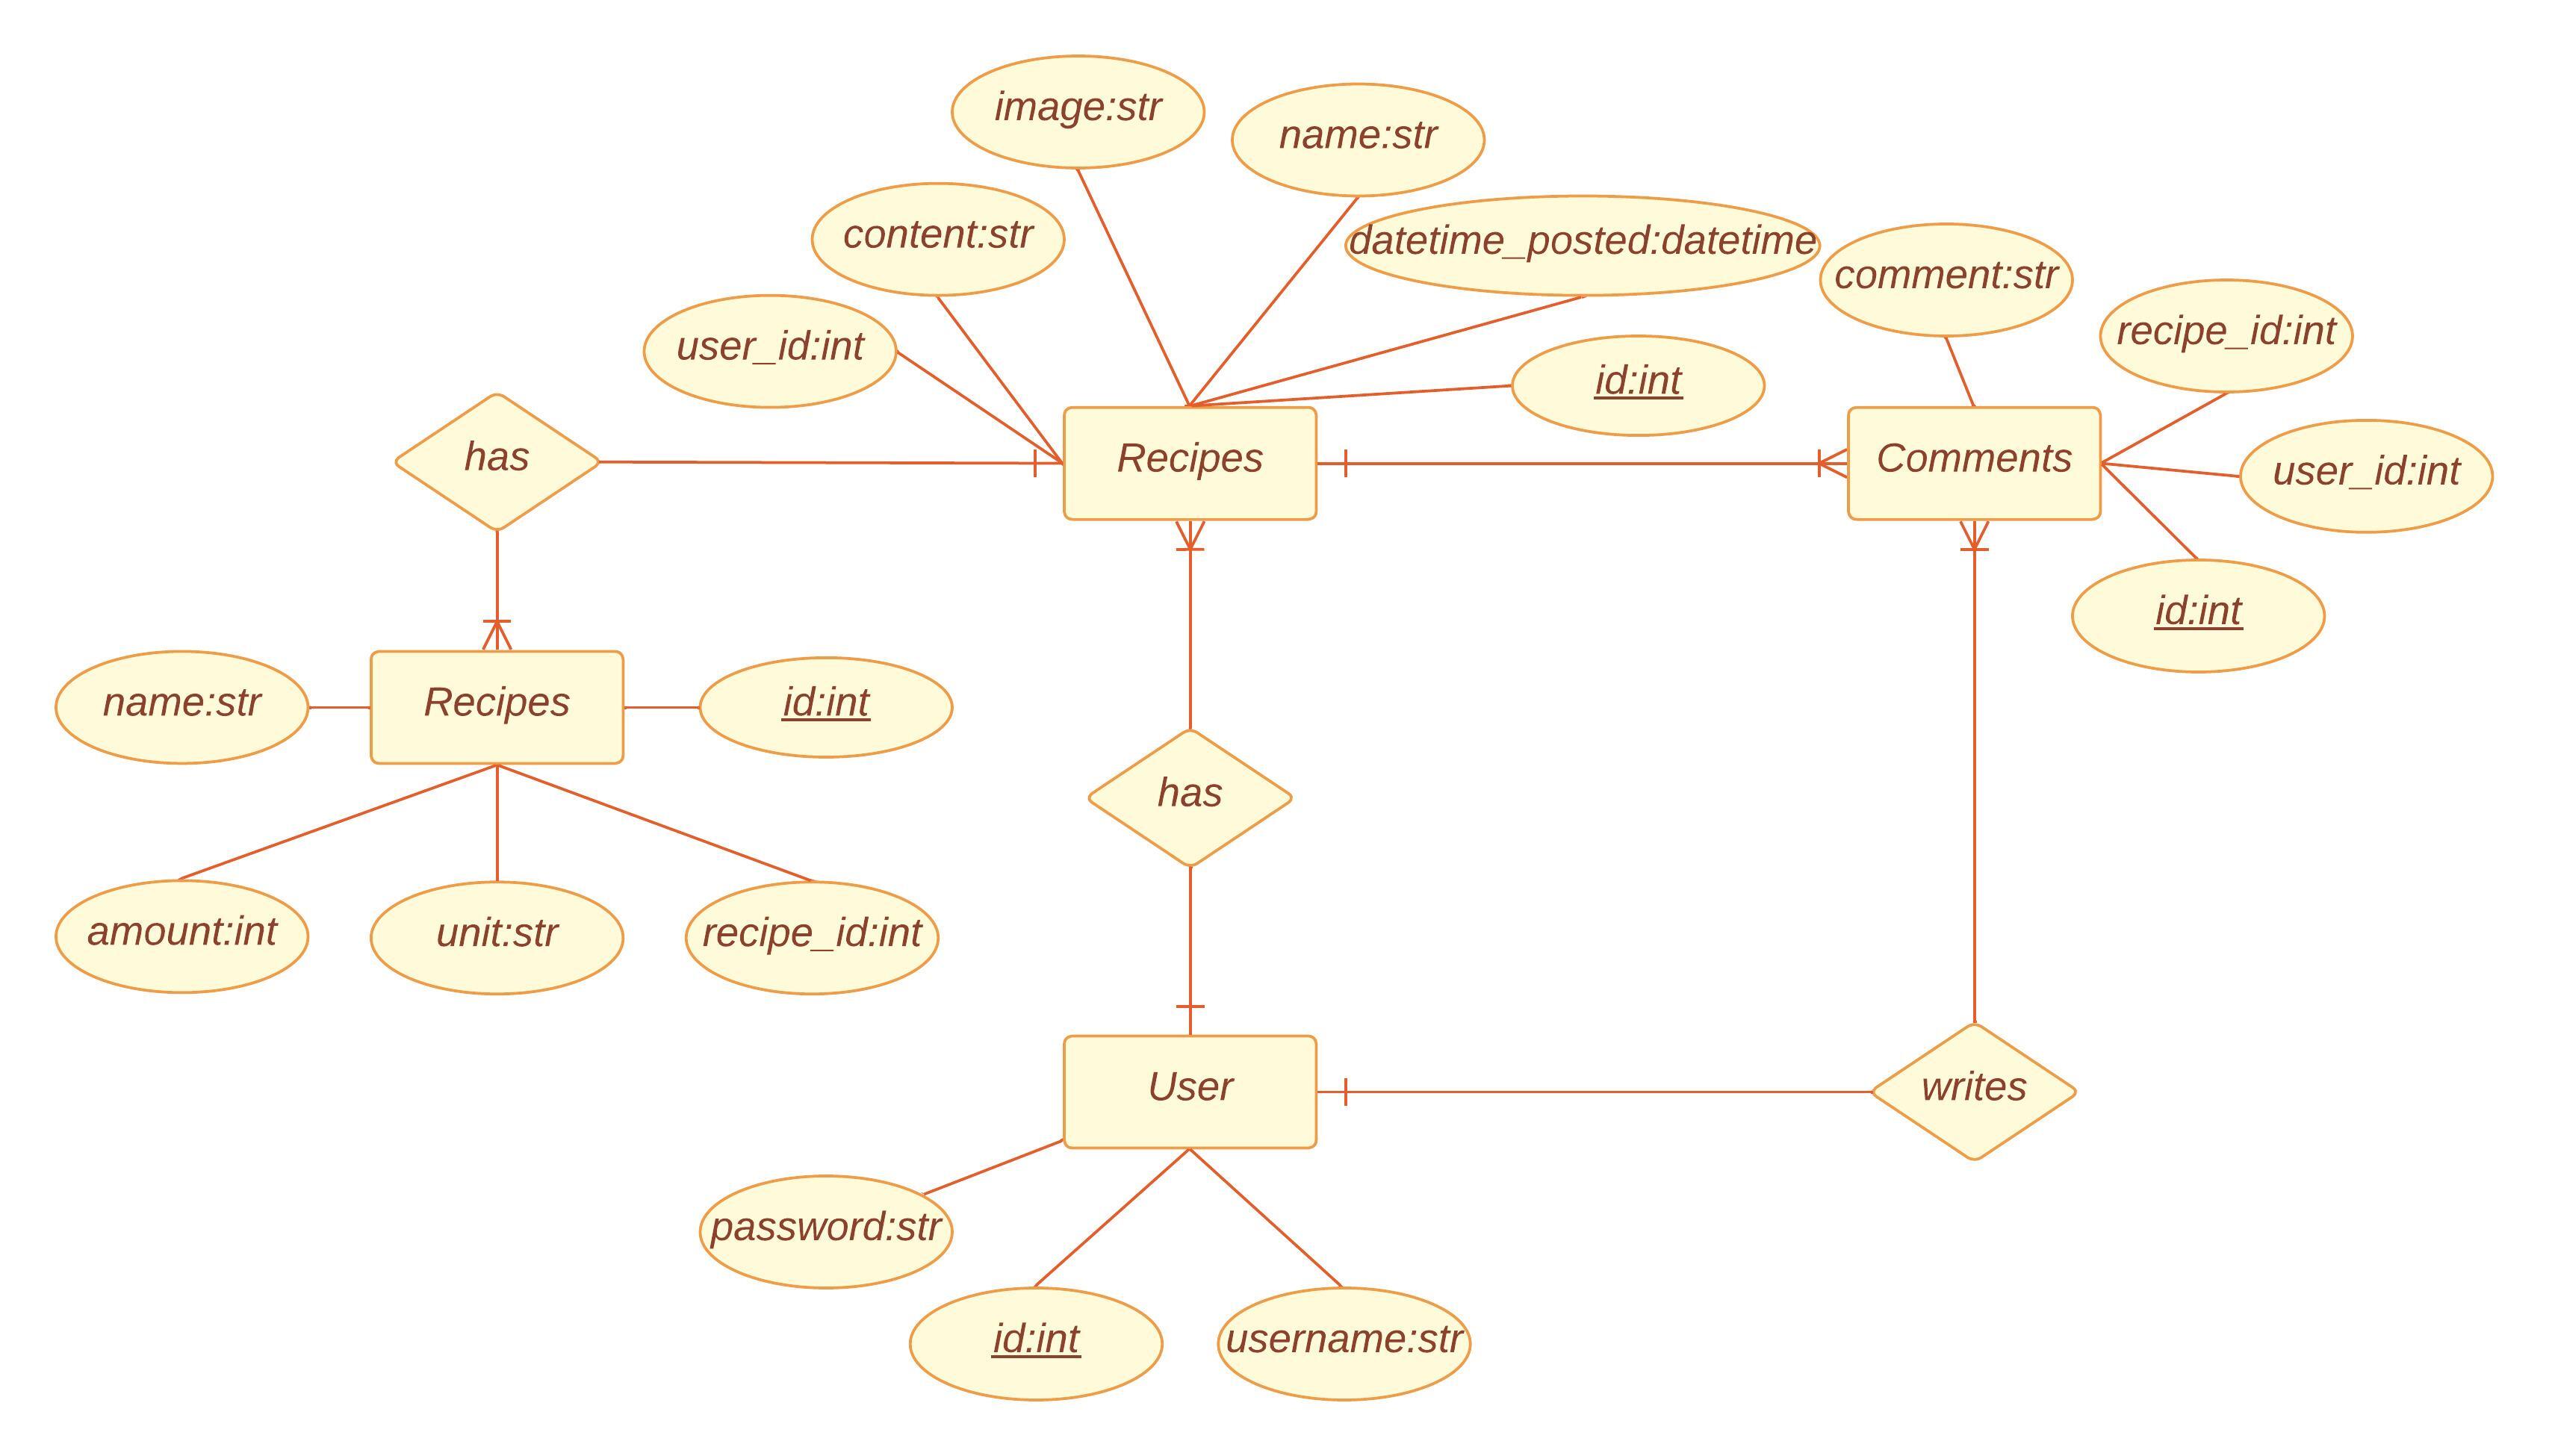 image:str
name:str
content:str
datetime_posted:datetime
comment:str
recipe_id:int
user_id:int
id:int
has
Recipes
Comments
user_id:int
id:int
name:str
Recipes
id:int
has
amount:int
unit:str
recipe_id:int
User
writes
password:str
id:int
username:str